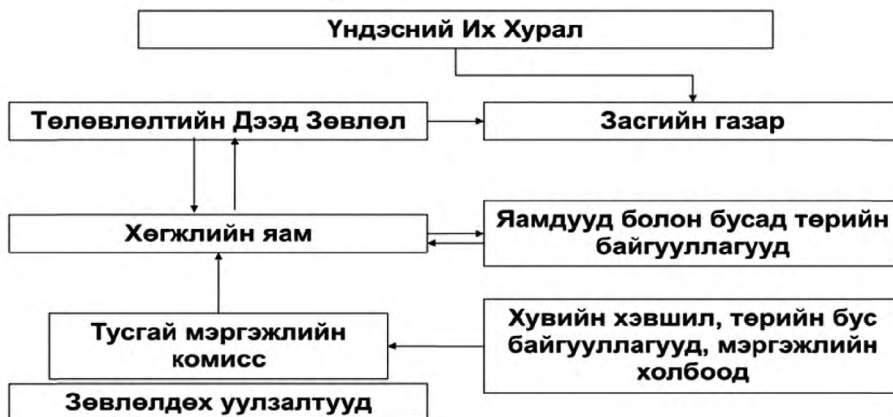 Үндэсний Их Хурал
Төлөвлөлтийн Дээд Зөвлөл
Засгийн газар
Хөгжлийн яам
Яамдууд болон бусад төрийн
байгууллагууд
Тусгай мэргэжлийн
комисс
Хувийн хэвшил, төрийн бус
байгууллагууд, мэргэжлийн
холбоод
Зөвлөлдөх уулзалтууд